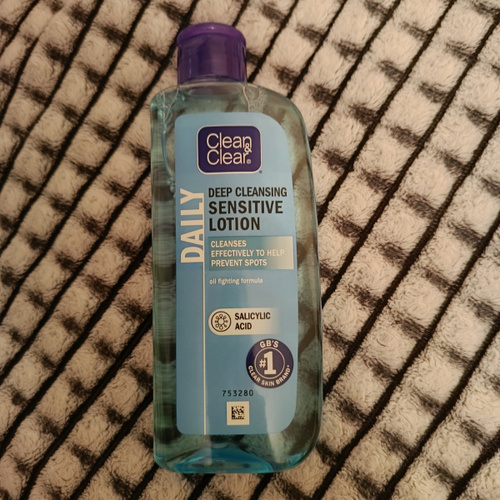 Clean &
Clear®
DAILY
DEEP CLEANSING
SENSITIVE
LOTION
CLEANSES
EFFECTIVELY TO HELP
PREVENT SPOTS
oil fighting formula
SALICYLIC
ACID
GB'S
#1
CLEAR SKIN BRAND*
753280